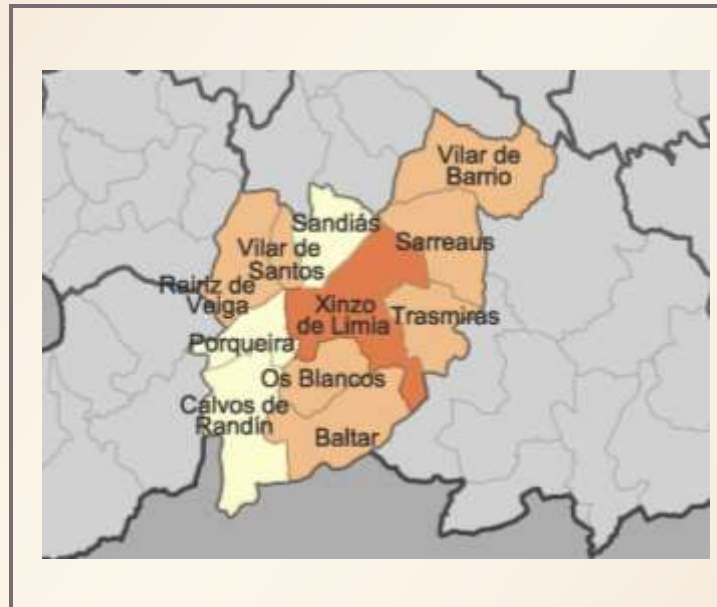 Vilar de
Barrio
Sandiás
Sarreaus
Vilar de
Santos
Rairiz de
Veiga
Xinzo
de Limia
Trasmiras
Porqueira
Os Blancos
Calvos de
Randín
Baltar